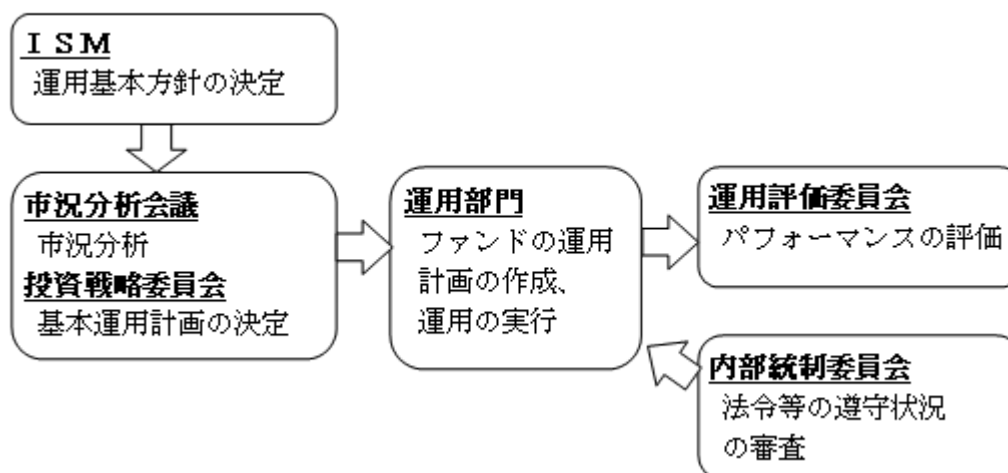 ＩＳＭ
運用基本方針の決定
市況分析会議
市況分析
投資戦略委員会
基本運用計画の決定
運用部門
ファンドの運用
計画の作成、
運用の実行
運用評価委員会
パフォーマンスの評価
内部統制委員会
法令等の遵守状況
の審査